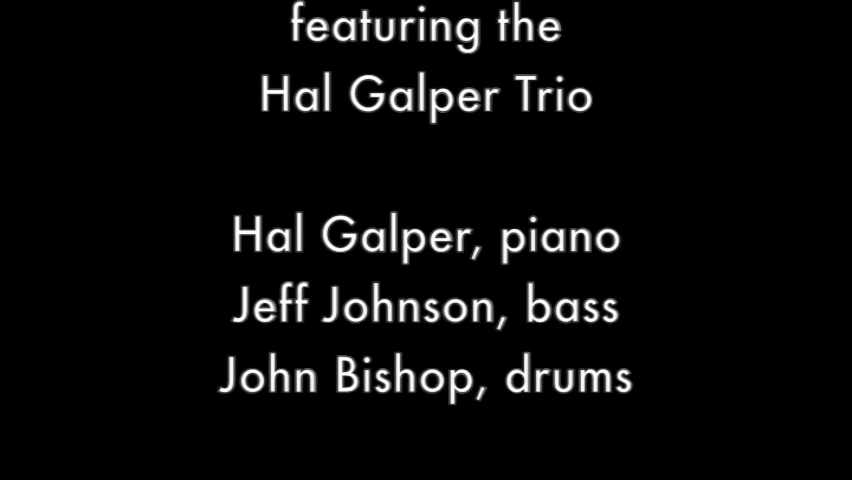 featuring the
Hal Galper Trio
Hal Galper, piano
Jeff Johnson, bass
John Bishop, drums